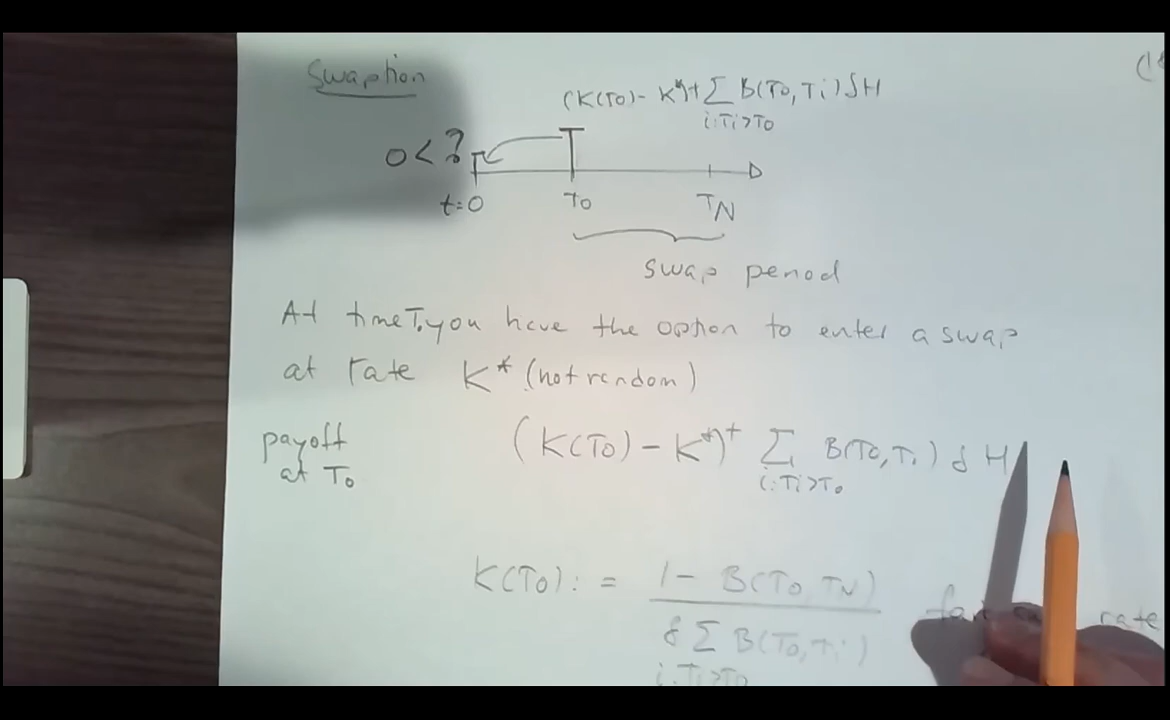 Swaption
(K(T0) - K*)+ ∑ B(T0, Ti) δ H
i:Ti>T0
0 < ?
t=0 T0 TN
swap period
At time T0 you have the option to enter a swap
at rate K* (not random)
payoff (K(T0) - K*)+ ∑ B(T0, Ti) δ H
at T0 i:Ti>T0
K(T0) := 1 - B(T0, TN)
rate
δ ∑ B(T0, Ti)
i:Ti>T0